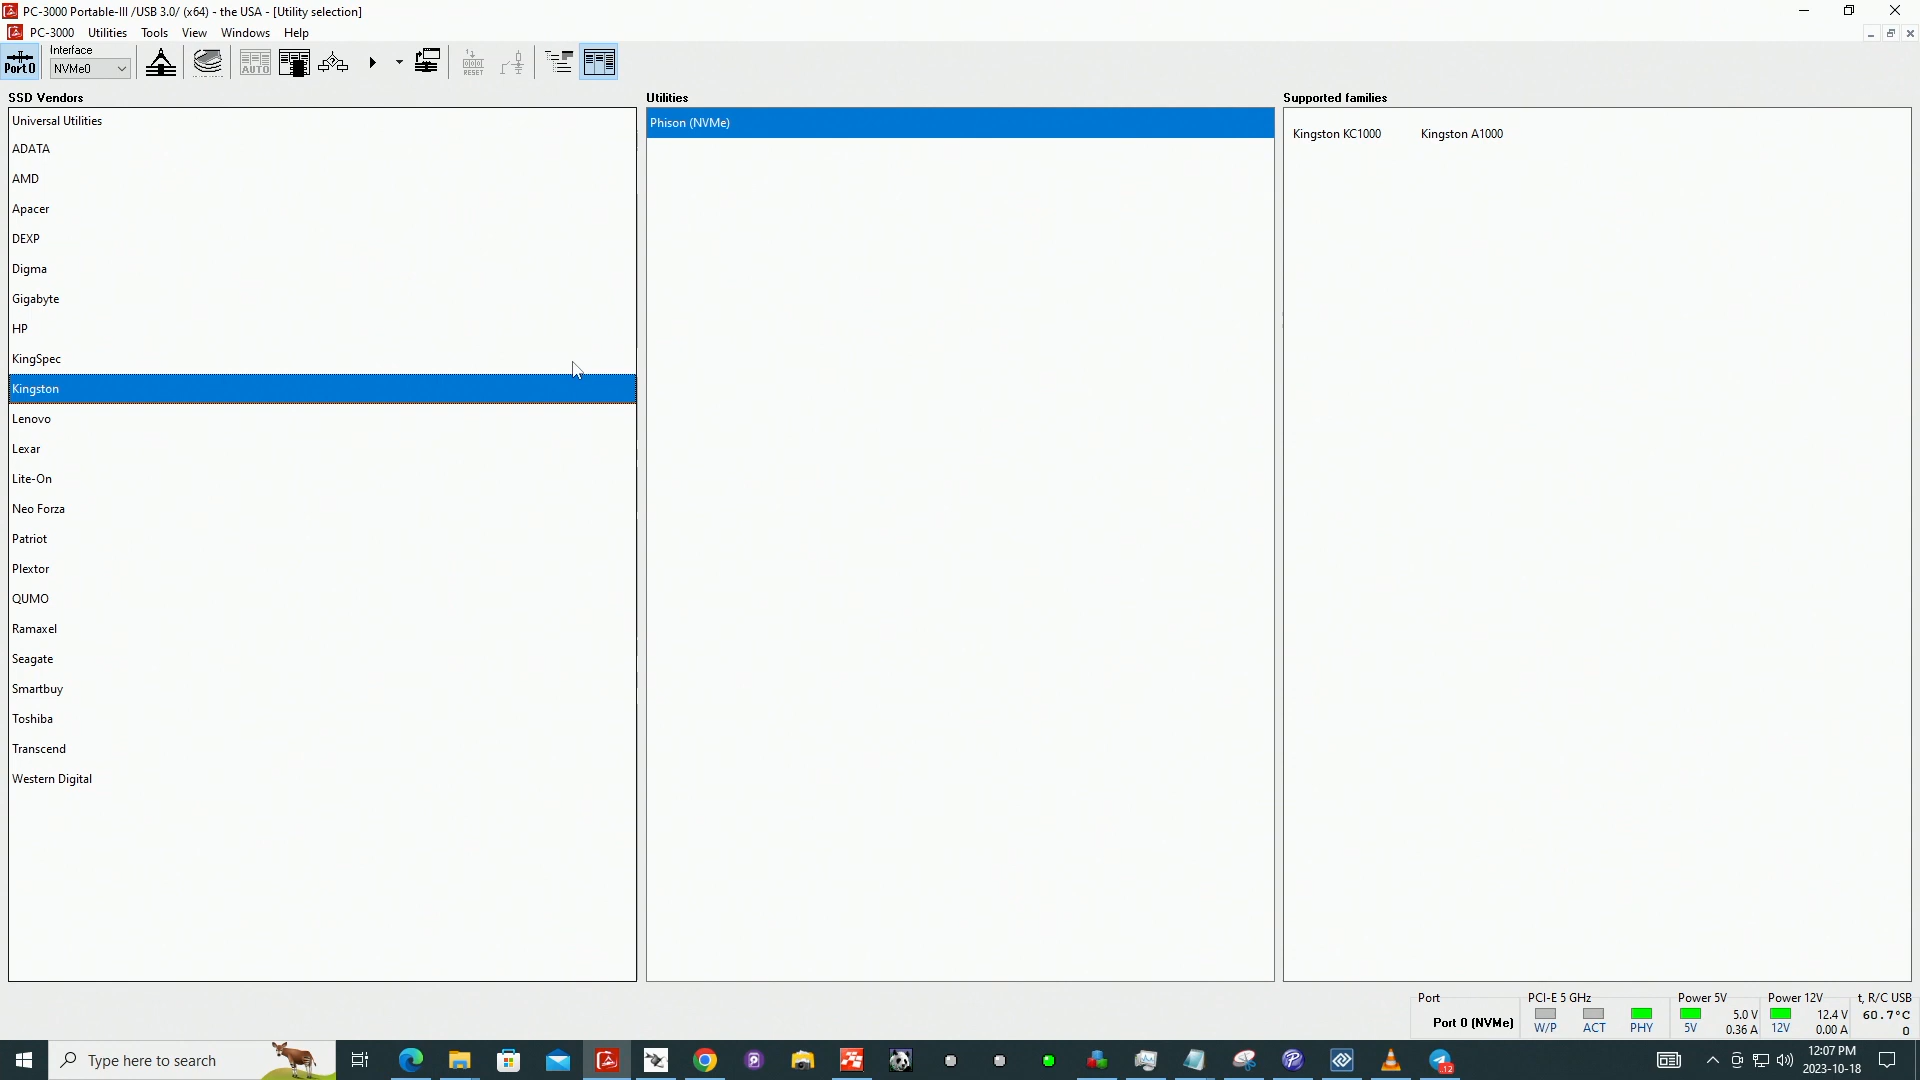 PC-3000 Portable-III /USB 3.0/ (x64) - the USA - [Utility selection]
PC-3000 Utilities Tools View Windows Help
Port 0
Interface
NVMe0
AUTO
RESET
SSD Vendors
Universal Utilities
ADATA
AMD
Apacer
DEXP
Digma
Gigabyte
HP
KingSpec
Kingston
Lenovo
Lexar
Lite-On
Neo Forza
Patriot
Plextor
QUMO
Ramaxel
Seagate
Smartbuy
Toshiba
Transcend
Western Digital
Utilities
Phison (NVMe)
Supported families
Kingston KC1000 Kingston A1000
Port
Port 0 (NVMe)
PCI-E 5 GHz
W/P ACT PHY
Power 5V
5V
5.0 V
0.36 A
Power 12V
12V
12.4 V
0.00 A
t, R/C USB
60.7°C
0
Type here to search
12
12:07 PM
2023-10-18